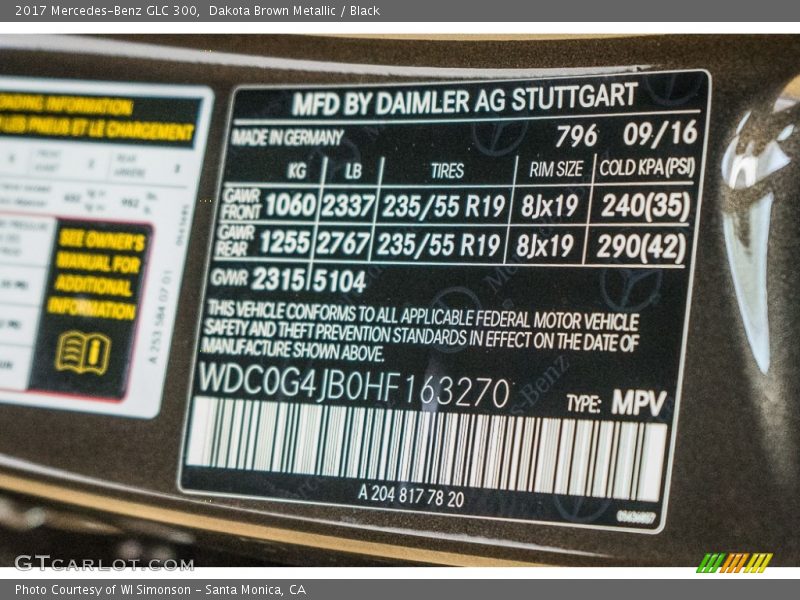 2017 Mercedes-Benz GLC 300, Dakota Brown Metallic / Black
LOADING INFORMATION
LES PNEUS ET LE CHARGEMENT
SEE OWNER'S
MANUAL FOR
ADDITIONAL
INFORMATION
A 253 584 07 01
MFD BY DAIMLER AG STUTTGART
MADE IN GERMANY 796 09/16
KG LB TIRES RIM SIZE COLD KPA(PSI)
GAWR FRONT 1060 2337 235/55 R19 8Jx19 240(35)
GAWR REAR 1255 2767 235/55 R19 8Jx19 290(42)
GVWR 2315 5104
THIS VEHICLE CONFORMS TO ALL APPLICABLE FEDERAL MOTOR VEHICLE
SAFETY AND THEFT PREVENTION STANDARDS IN EFFECT ON THE DATE OF
MANUFACTURE SHOWN ABOVE.
WDC0G4JB0HF163270 TYPE: MPV
A 204 817 78 20
GTcarlot.com
Photo Courtesy of WI Simonson - Santa Monica, CA